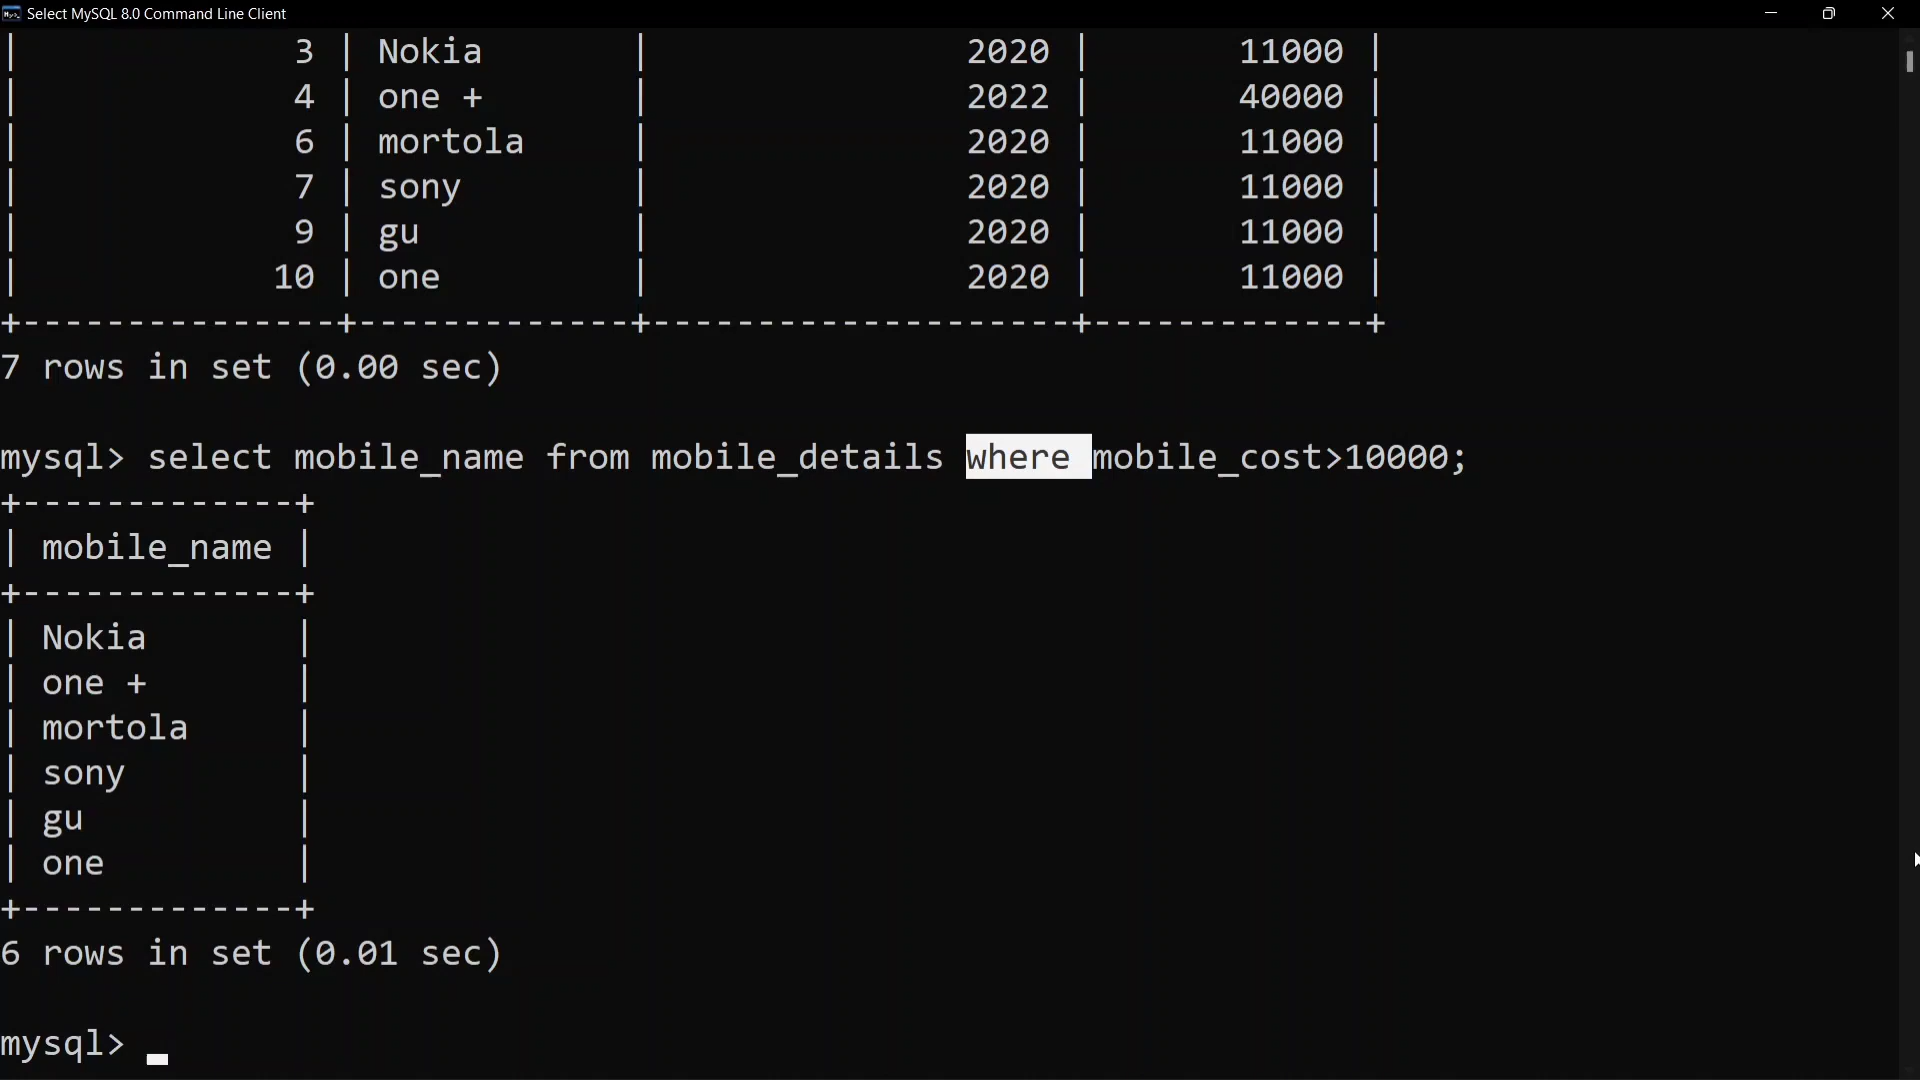 Select MySQL 8.0 Command Line Client
| 3 | Nokia | 2020 | 11000 |
| 4 | one + | 2022 | 40000 |
| 6 | mortola | 2020 | 11000 |
| 7 | sony | 2020 | 11000 |
| 9 | gu | 2020 | 11000 |
| 10 | one | 2020 | 11000 |
+----------------+-------------+--------------------+-------------+
7 rows in set (0.00 sec)
mysql> select mobile_name from mobile_details where mobile_cost>10000;
+-------------+
| mobile_name |
+-------------+
| Nokia |
| one + |
| mortola |
| sony |
| gu |
| one |
+-------------+
6 rows in set (0.01 sec)
mysql>